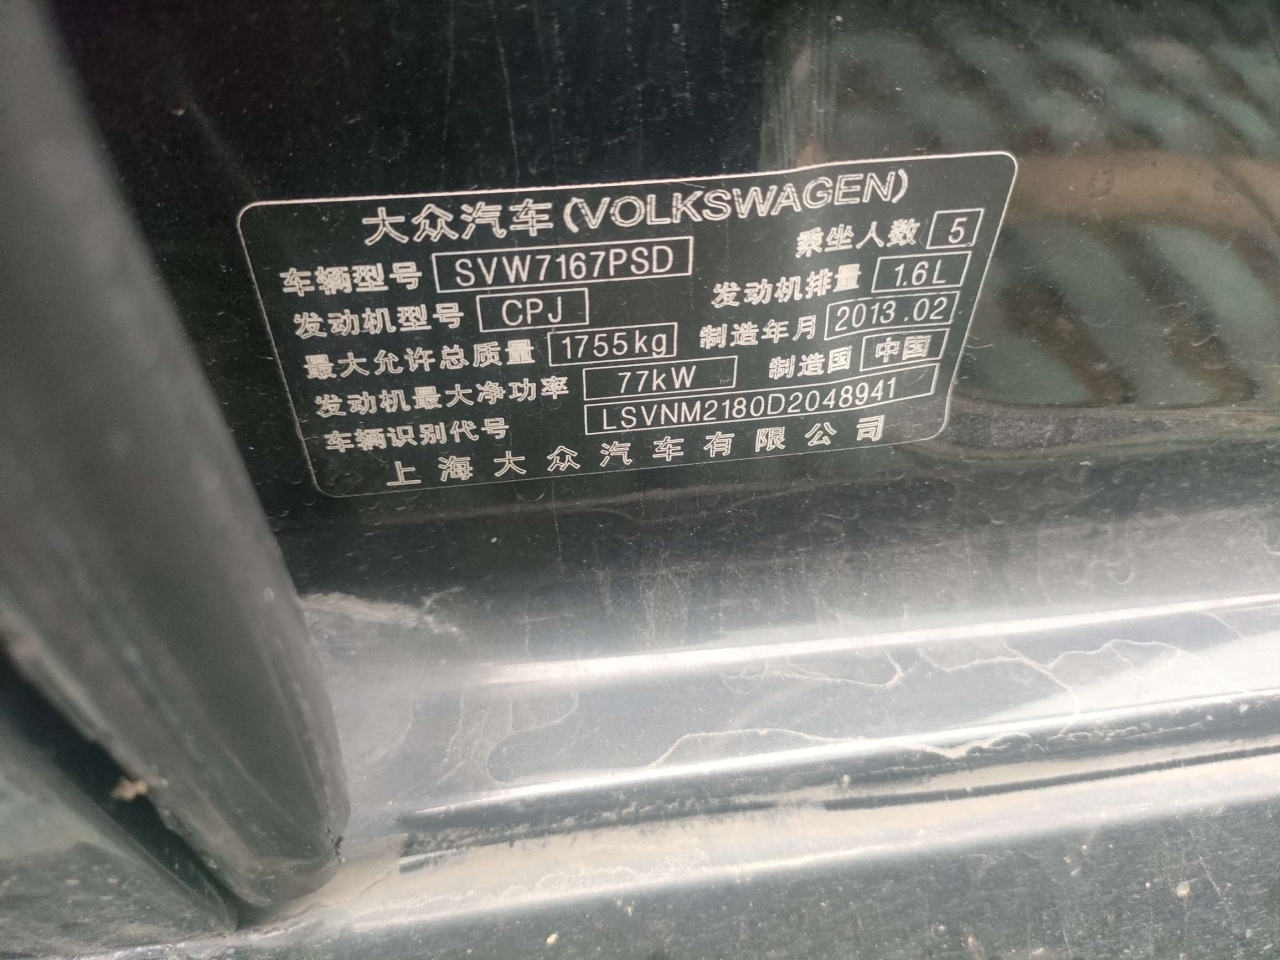 大众汽车(VOLKSWAGEN)
车辆型号 SVW7167PSD 乘坐人数 5
发动机型号 CPJ 发动机排量 1.6L
最大允许总质量 1755kg 制造年月 2013.02
发动机最大净功率 77kW 制造国 中国
车辆识别代号 LSVNM2180D2048941
上海大众汽车有限公司